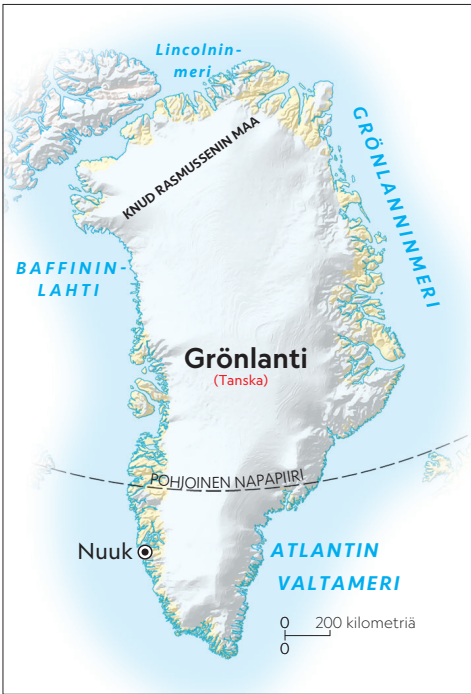 Lincolnin-
meri
GRÖNLANNINMERI
KNUD RASMUSSENIN MAA
BAFFININ-
LAHTI
Grönlanti
(Tanska)
POHJOINEN NAPAPIIRI
Nuuk
ATLANTIN
VALTAMERI
0 200 kilometriä
0